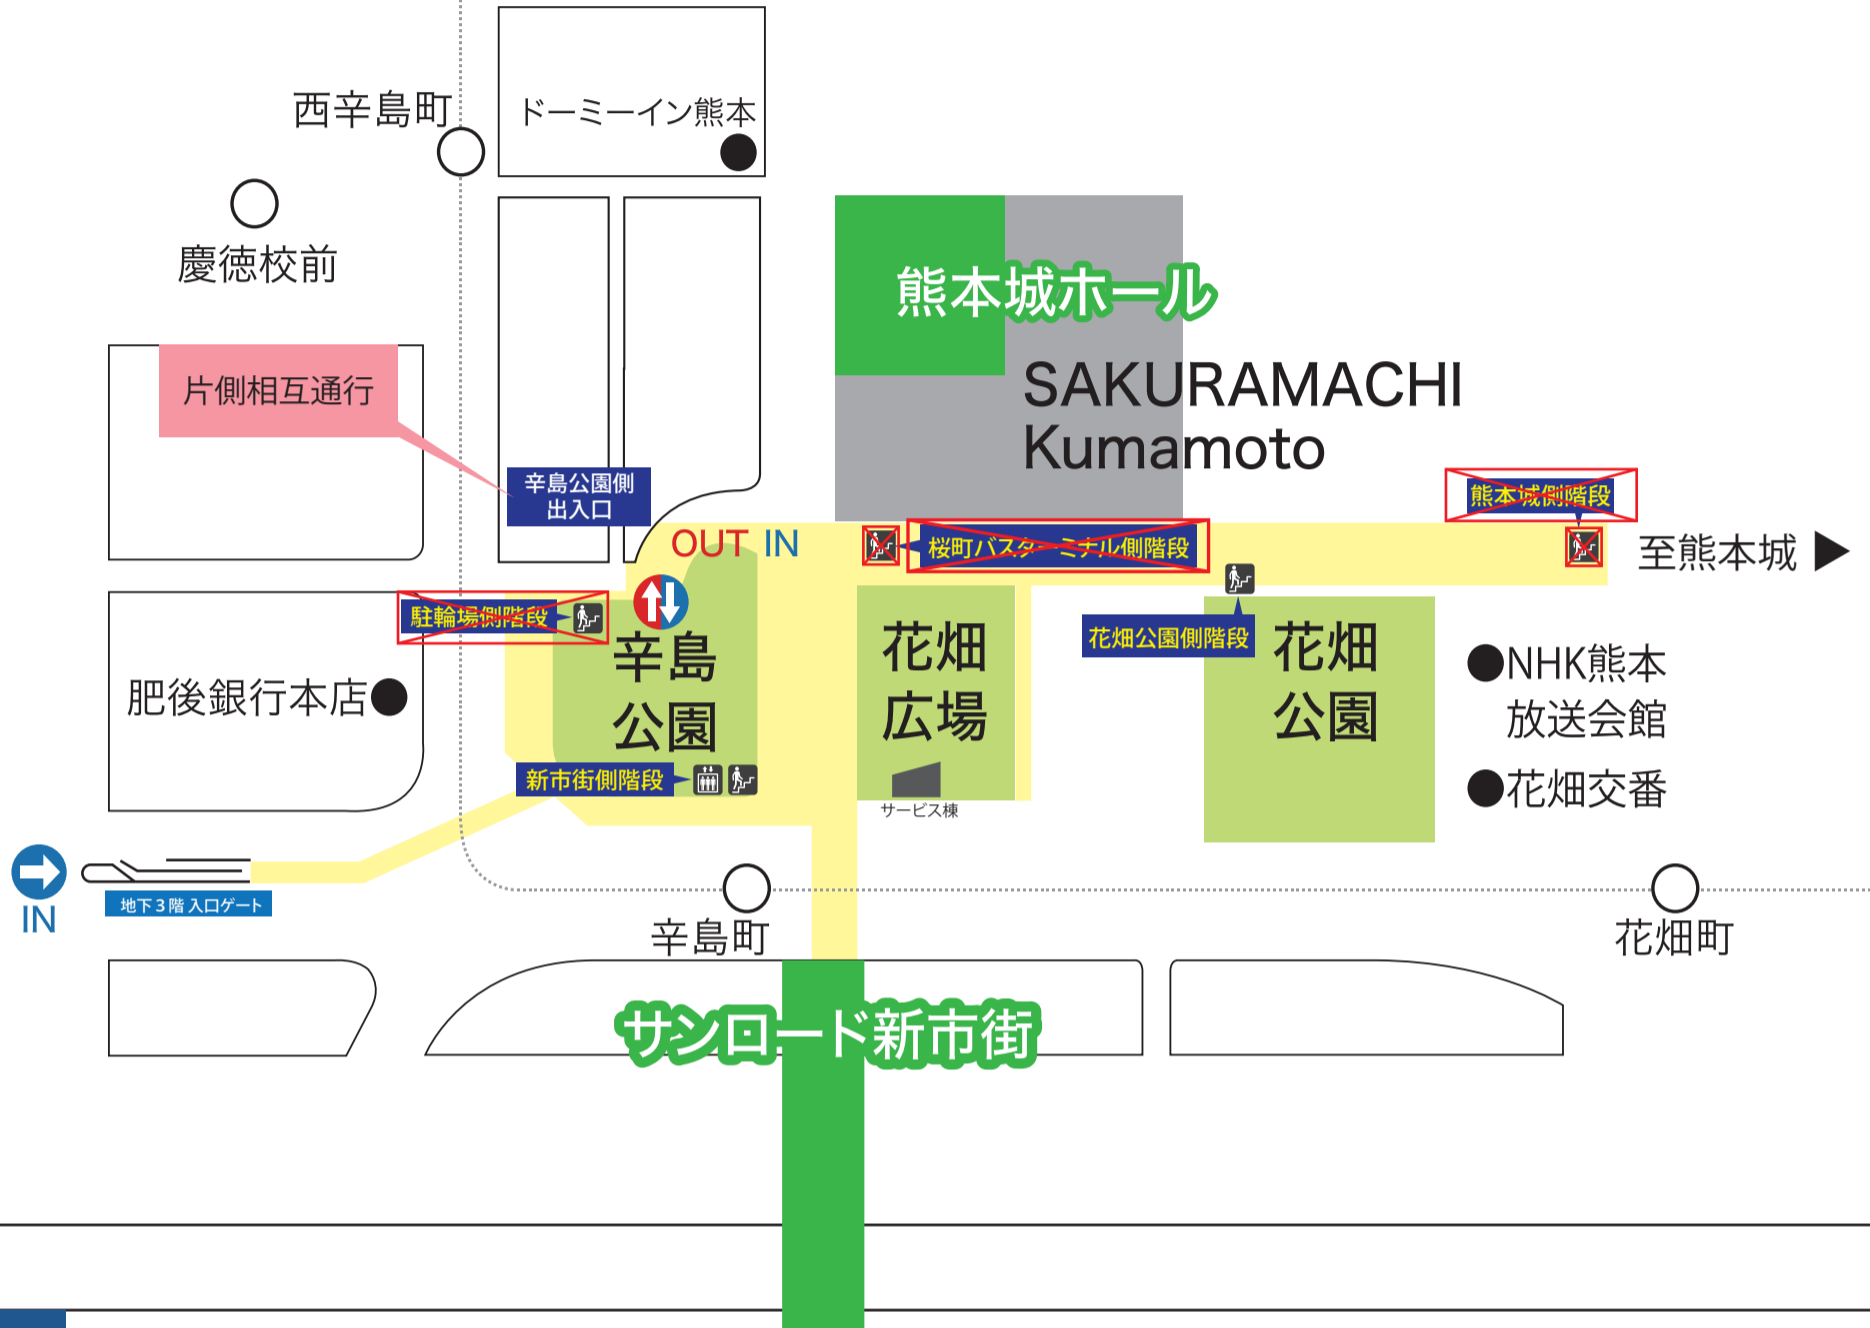 西辛島町
ドーミーイン熊本
慶徳校前
熊本城ホール
片側相互通行
SAKURAMACHI
Kumamoto
辛島公園側
出入口
熊本城側階段
OUT IN
桜町バスターミナル側階段
至熊本城
駐輪場側階段
花畑公園側階段
辛島
公園
花畑
広場
花畑
公園
NHK熊本
放送会館
肥後銀行本店
新市街側階段
サービス棟
花畑交番
IN
地下3階 入口ゲート
辛島町
花畑町
サンロード新市街